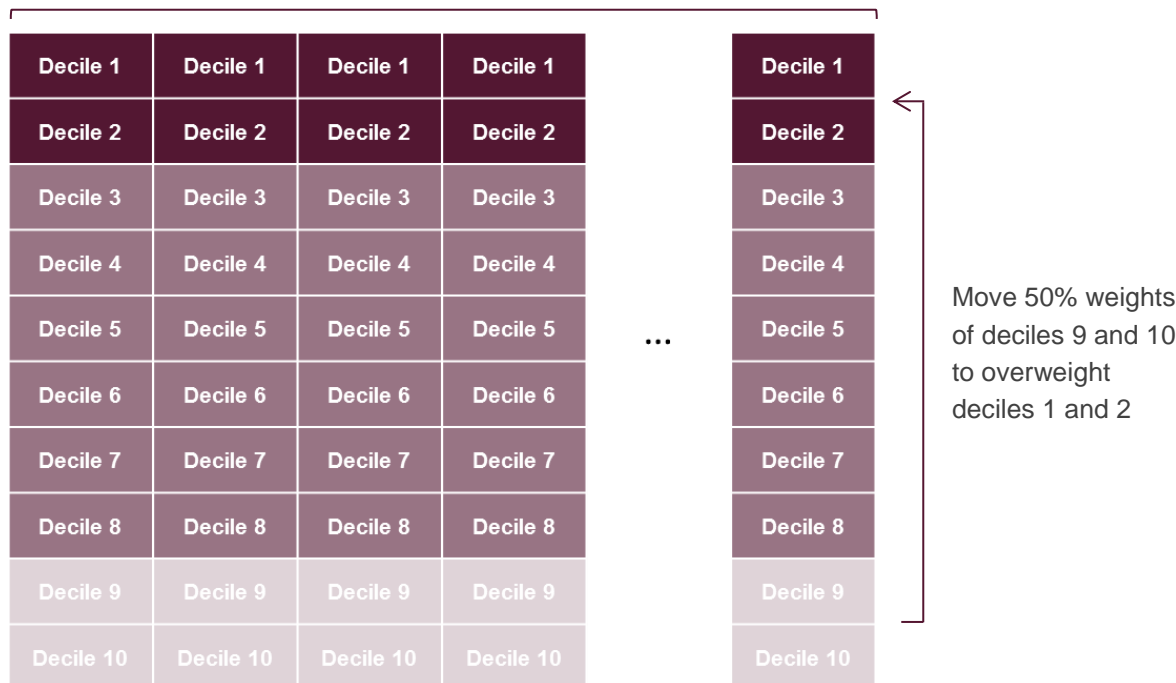 Decile 1 Decile 1 Decile 1 Decile 1 Decile 1
Decile 2 Decile 2 Decile 2 Decile 2 Decile 2
Decile 3 Decile 3 Decile 3 Decile 3 Decile 3
Decile 4 Decile 4 Decile 4 Decile 4 Decile 4
Decile 5 Decile 5 Decile 5 Decile 5 ... Decile 5
Decile 6 Decile 6 Decile 6 Decile 6 Decile 6
Decile 7 Decile 7 Decile 7 Decile 7 Decile 7
Decile 8 Decile 8 Decile 8 Decile 8 Decile 8
Decile 9 Decile 9 Decile 9 Decile 9 Decile 9
Decile 10 Decile 10 Decile 10 Decile 10 Decile 10
Move 50% weights
of deciles 9 and 10
to overweight
deciles 1 and 2